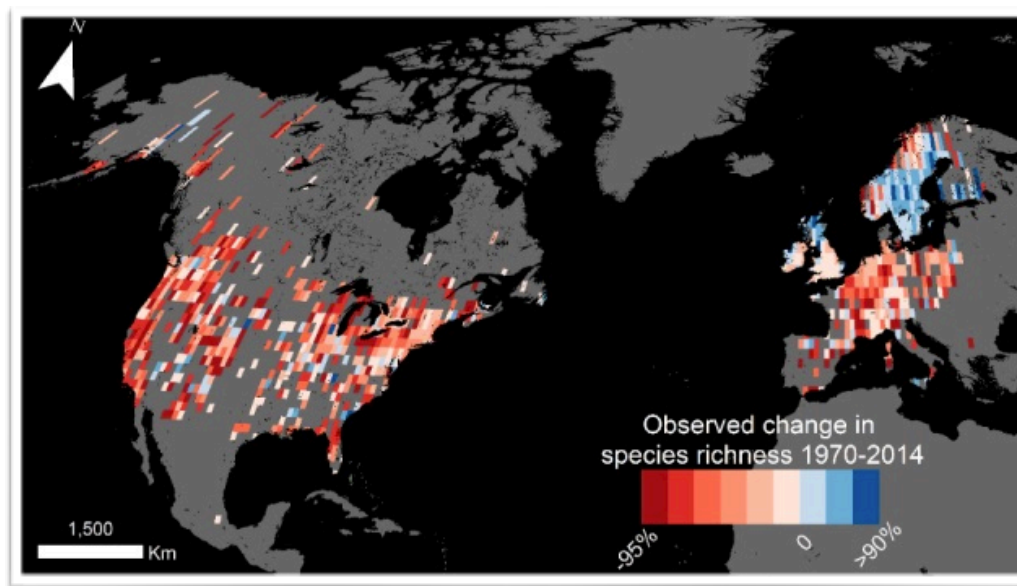 N
Observed change in
species richness 1970-2014
-95%
0
>90%
1,500
Km